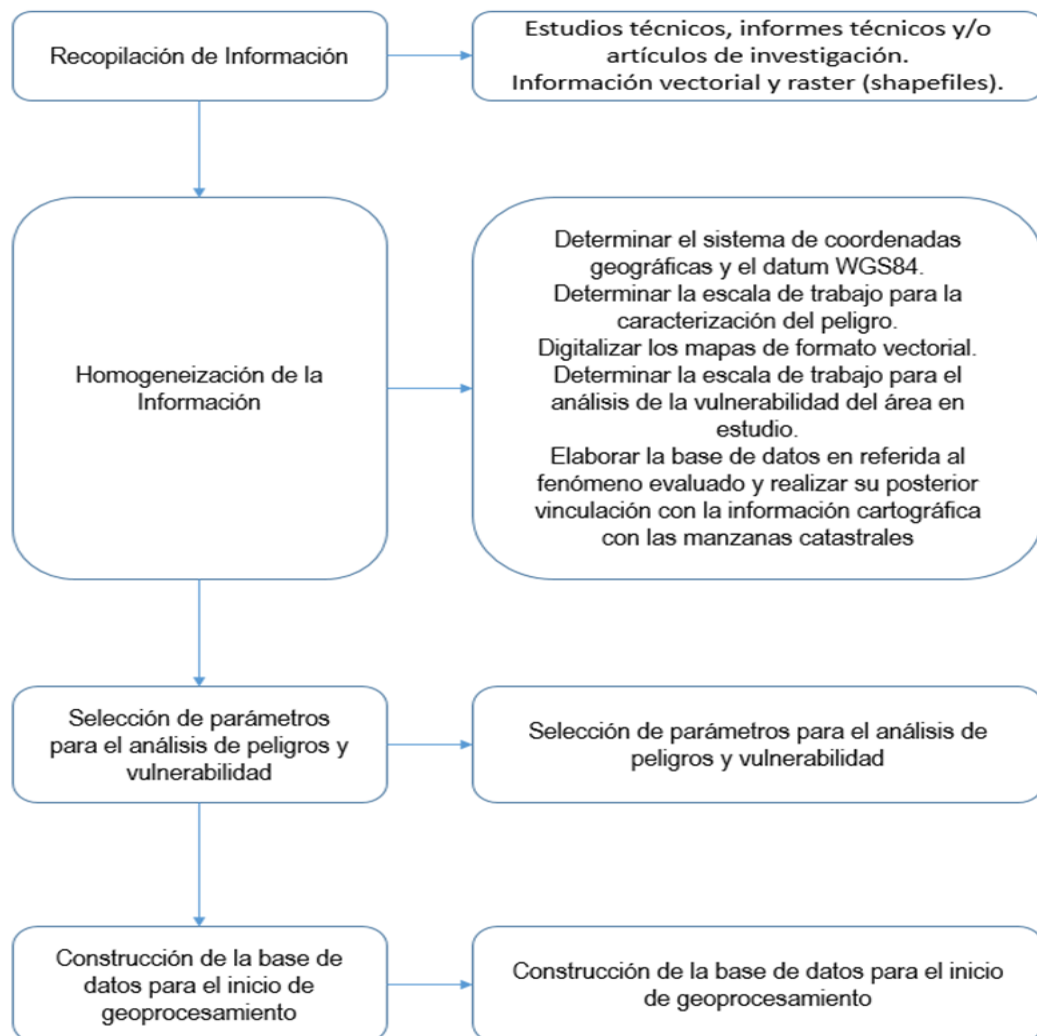 Recopilación de Información
Estudios técnicos, informes técnicos y/o
artículos de investigación.
Información vectorial y raster (shapefiles).
Homogeneización de la
Información
Determinar el sistema de coordenadas
geográficas y el datum WGS84.
Determinar la escala de trabajo para la
caracterización del peligro.
Digitalizar los mapas de formato vectorial.
Determinar la escala de trabajo para el
análisis de la vulnerabilidad del área en
estudio.
Elaborar la base de datos en referida al
fenómeno evaluado y realizar su posterior
vinculación con la información cartográfica
con las manzanas catastrales
Selección de parámetros
para el análisis de peligros y
vulnerabilidad
Selección de parámetros para el análisis de
peligros y vulnerabilidad
Construcción de la base de
datos para el inicio de
geoprocesamiento
Construcción de la base de datos para el inicio
de geoprocesamiento